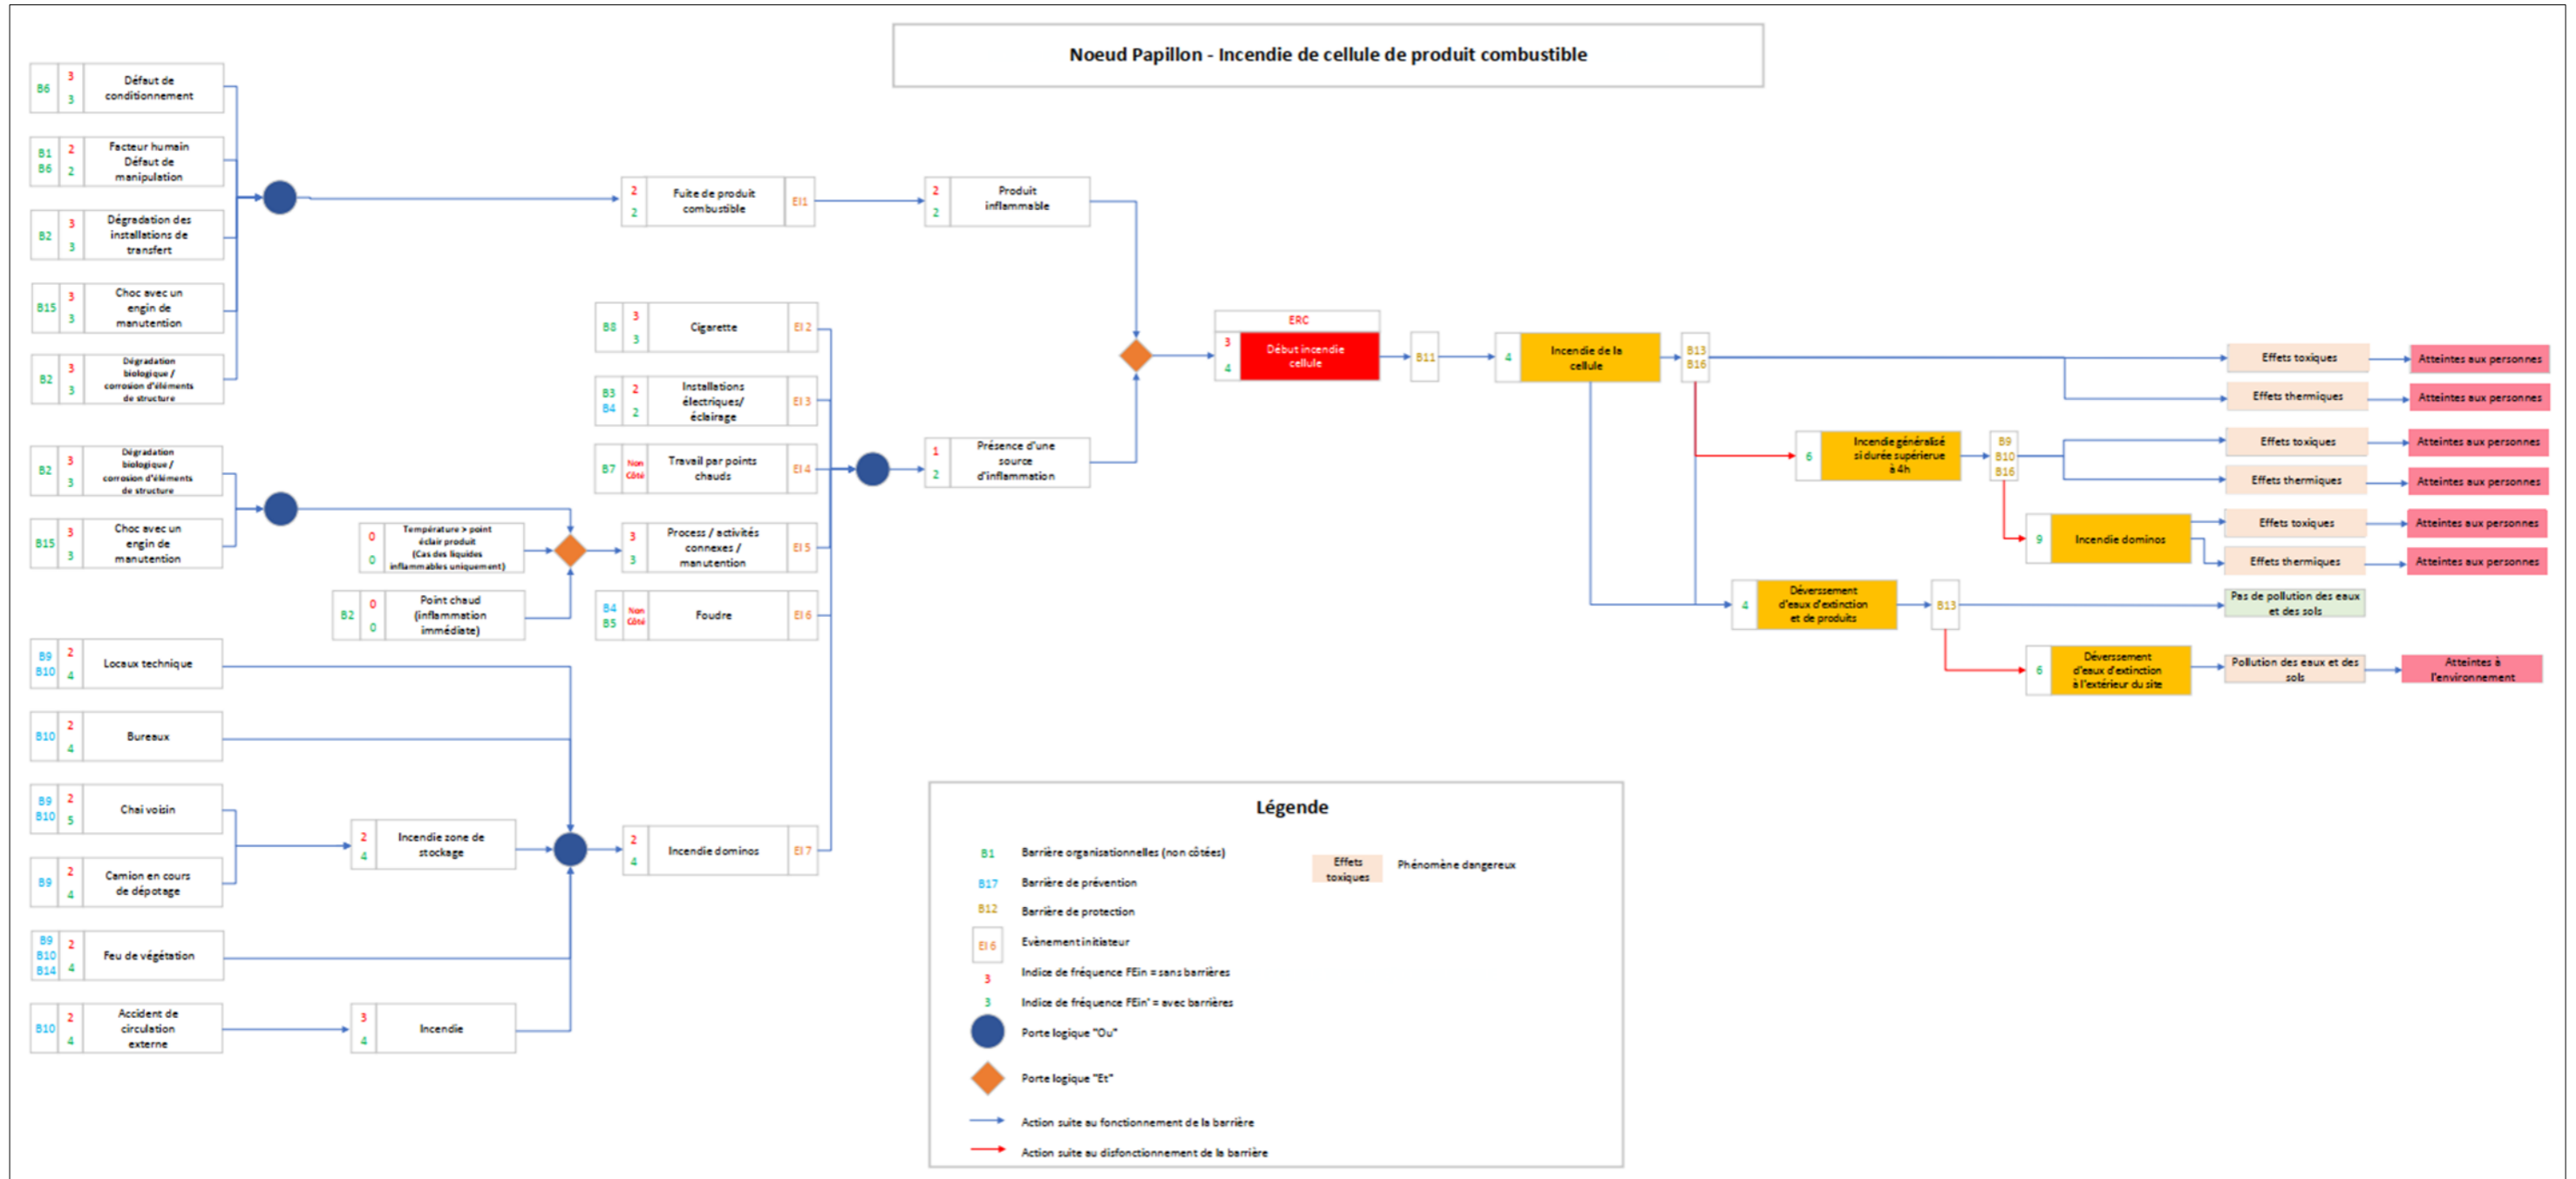 Noeud Papillon - Incendie de cellule de produit combustible
B6
3
3
Défaut de
conditionnement
B1
B6
2
2
Facteur humain
Défaut de
manipulation
B2
3
3
Dégradation des
installations de
transfert
B15
3
3
Choc avec un
engin de
manutention
B2
3
3
Dégradation
biologique /
corrosion d'éléments
de structure
B2
3
3
Dégradation
biologique /
corrosion d'éléments
de structure
B15
3
3
Choc avec un
engin de
manutention
0
0
Température > point
éclair produit
(Cas des liquides
inflammables uniquement)
B2
0
0
Point chaud
(inflammation
immédiate)
B9
B10
2
4
Locaux technique
B10
2
4
Bureaux
B9
B10
2
5
Chai voisin
B9
2
4
Camion en cours
de dépotage
2
4
Incendie zone de
stockage
B9
B10
B14
2
4
Feu de végétation
B10
2
4
Accident de
circulation
externe
3
4
Incendie
2
2
Fuite de produit
combustible
EI1
B8
3
3
Cigarette
EI 2
B3
B4
2
2
Installations
électriques/
éclairage
EI 3
B7
Non
Côté
Travail par points
chauds
EI 4
3
3
Process / activités
connexes /
manutention
EI 5
B4
B5
Non
Côté
Foudre
EI 6
2
4
Incendie dominos
EI 7
2
2
Produit
inflammable
1
2
Présence d'une
source
d'inflammation
ERC
3
4
Début incendie
cellule
B11
4
Incendie de la
cellule
B13
B16
Effets toxiques
Atteintes aux personnes
Effets thermiques
Atteintes aux personnes
6
Incendie généralisé
si durée supérierue
à 4h
B9
B10
B16
Effets toxiques
Atteintes aux personnes
Effets thermiques
Atteintes aux personnes
9
Incendie dominos
Effets toxiques
Atteintes aux personnes
Effets thermiques
Atteintes aux personnes
4
Déverssement
d'eaux d'extinction
et de produits
B13
Pas de pollution des eaux
et des sols
6
Déverssement
d'eaux d'extinction
à l'extérieur du site
Pollution des eaux et des
sols
Atteintes à
l'environnement
Légende
B1
Barrière organisationnelles (non côtées)
B17
Barrière de prévention
B12
Barrière de protection
EI 6
Evènement initiateur
3
Indice de fréquence FEin = sans barrières
3
Indice de fréquence FEin' = avec barrières
Porte logique "Ou"
Porte logique "Et"
Action suite au fonctionnement de la barrière
Action suite au disfonctionnement de la barrière
Effets
toxiques
Phénomène dangereux